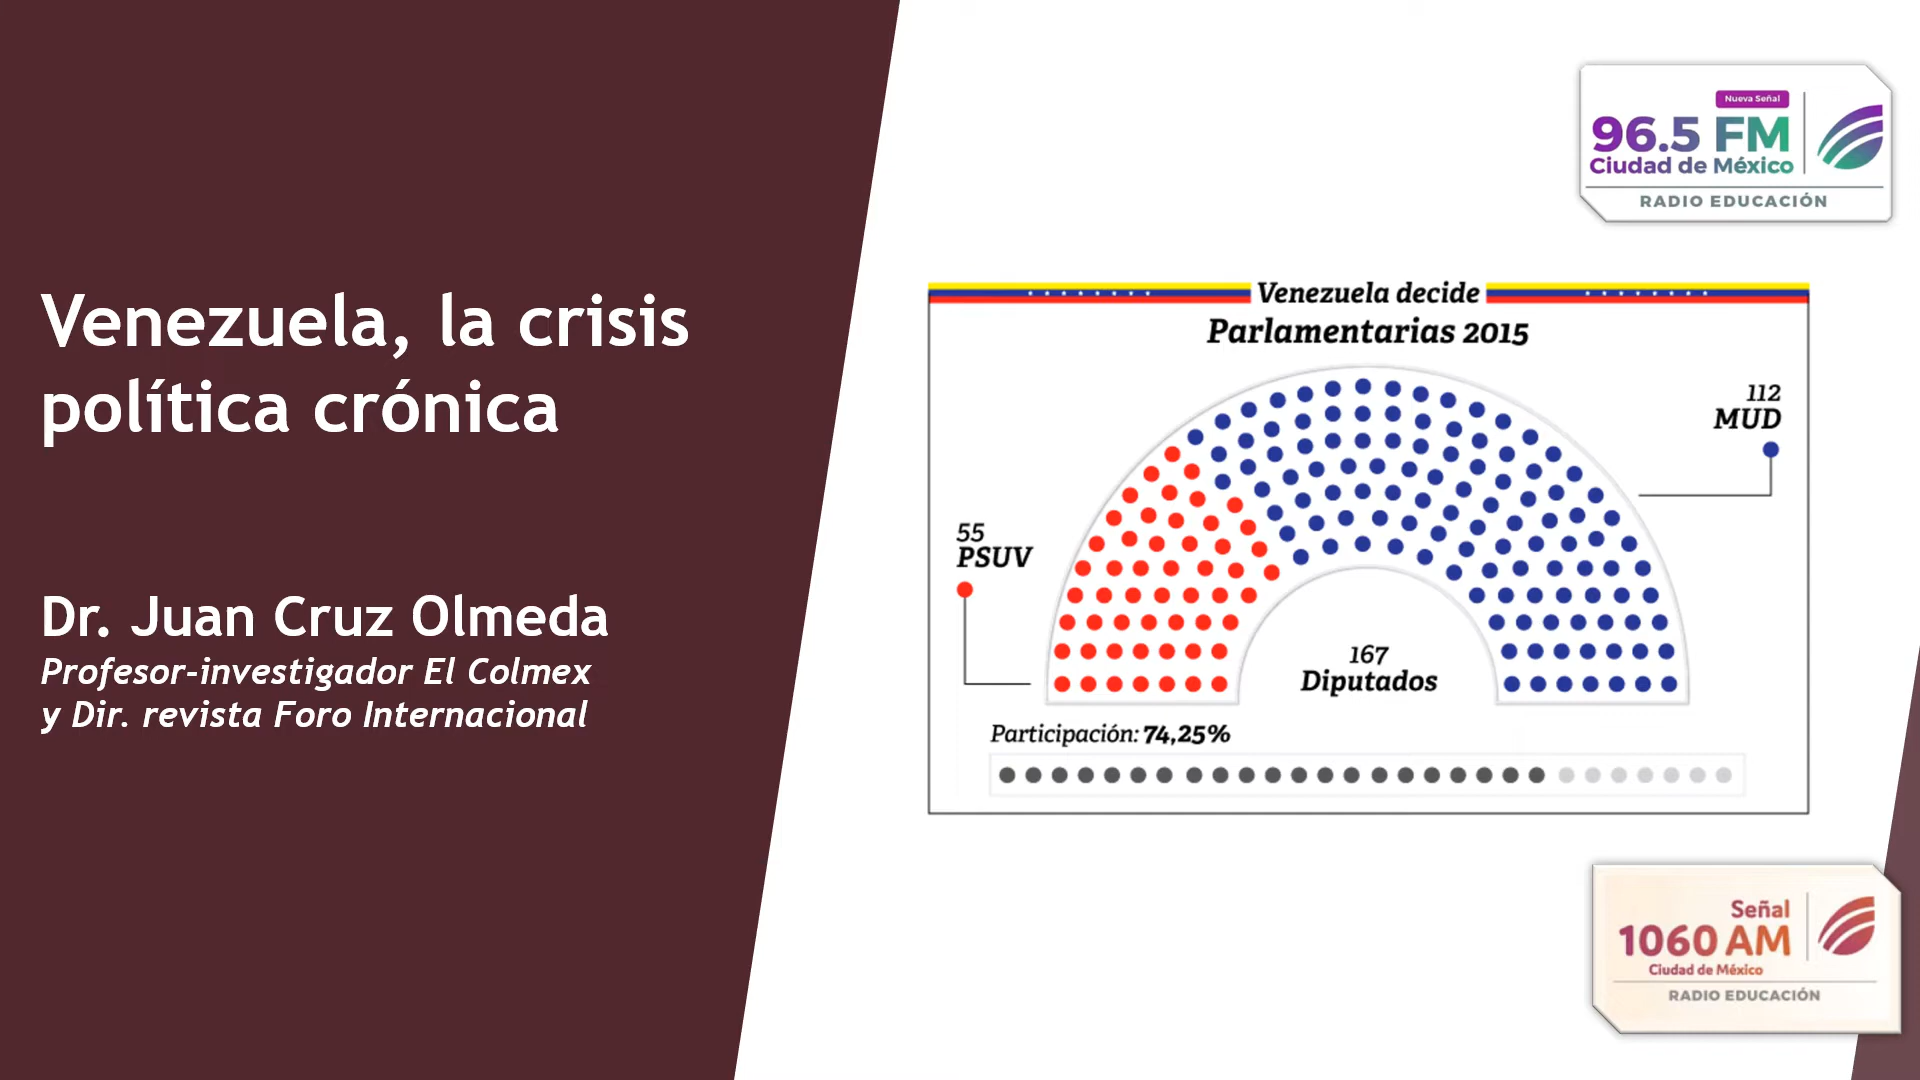 Venezuela, la crisis
política crónica
Dr. Juan Cruz Olmeda
Profesor-investigador El Colmex
y Dir. revista Foro Internacional
Nueva Señal
96.5 FM
Ciudad de México
RADIO EDUCACIÓN
Venezuela decide
Parlamentarias 2015
112
MUD
55
PSUV
167
Diputados
Participación: 74,25%
Señal
1060 AM
Ciudad de México
RADIO EDUCACIÓN